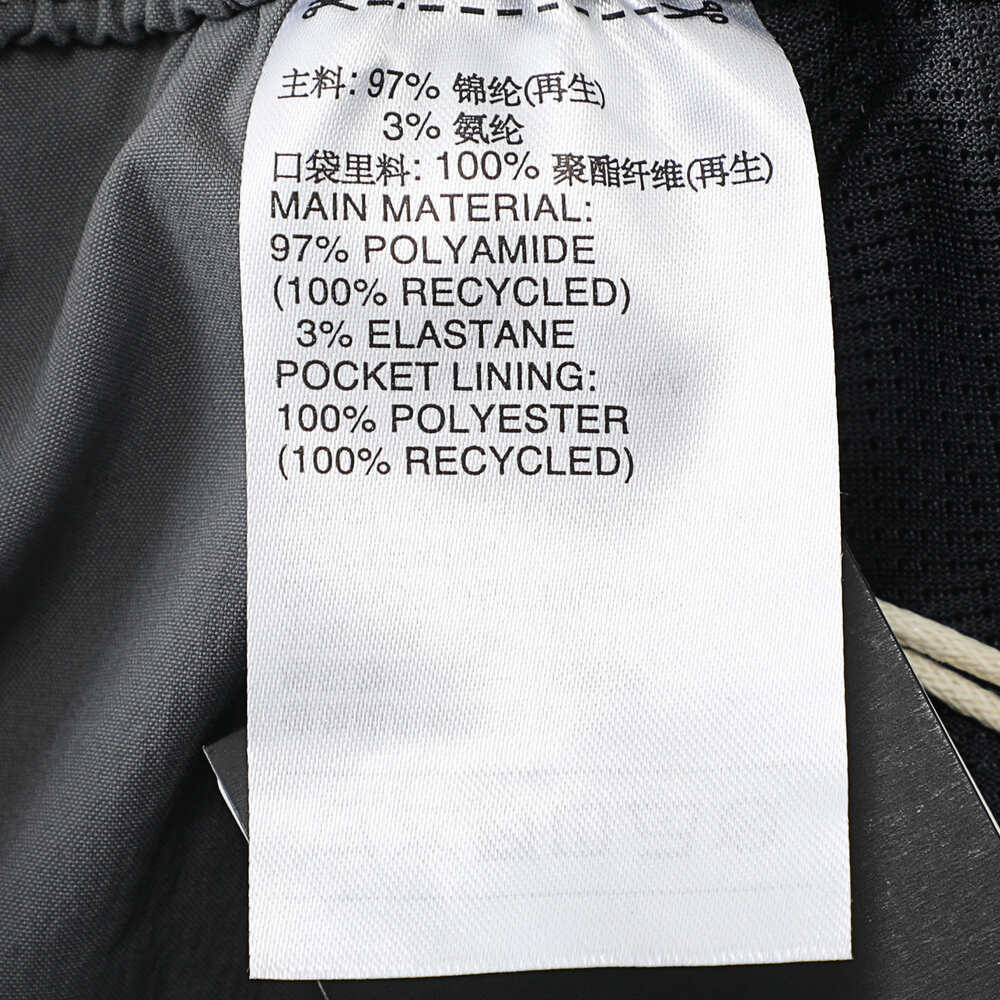 主料: 97% 锦纶(再生)
3% 氨纶
口袋里料: 100% 聚酯纤维(再生)
MAIN MATERIAL:
97% POLYAMIDE
(100% RECYCLED)
3% ELASTANE
POCKET LINING:
100% POLYESTER
(100% RECYCLED)